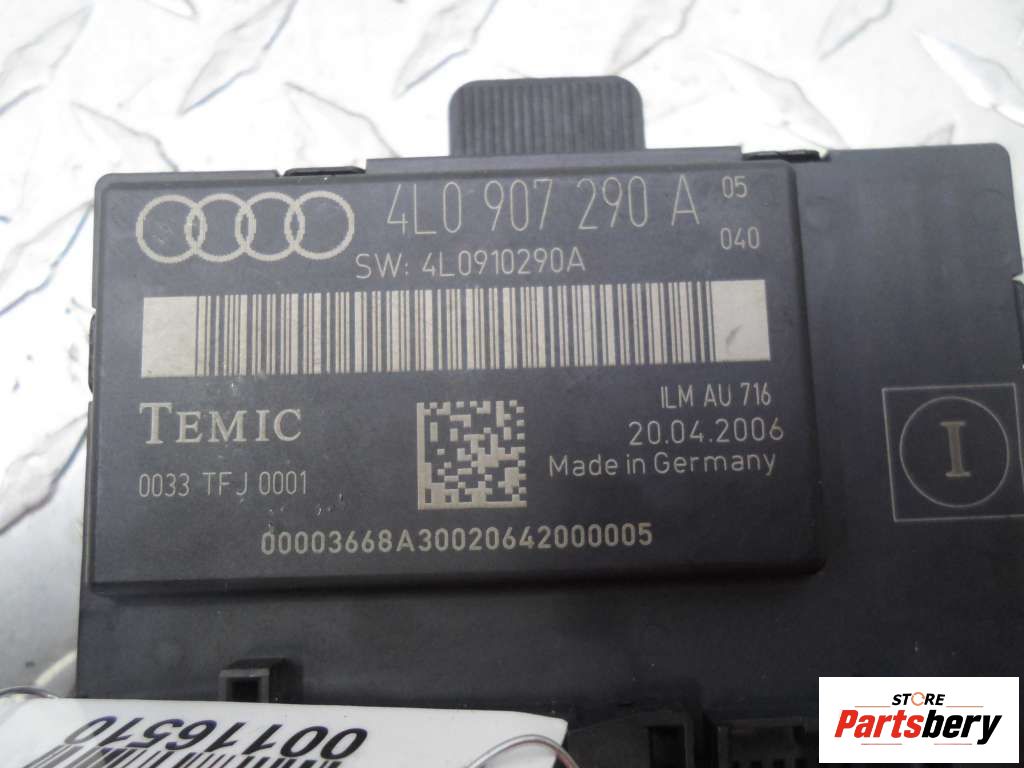 4L0 907 290 A 05
040
SW: 4L0910290A
TEMIC
ILM AU 716
20.04.2006
Made in Germany
0033 TFJ 0001
00003668A30020642000005
I
00116510
STORE
Partsbery